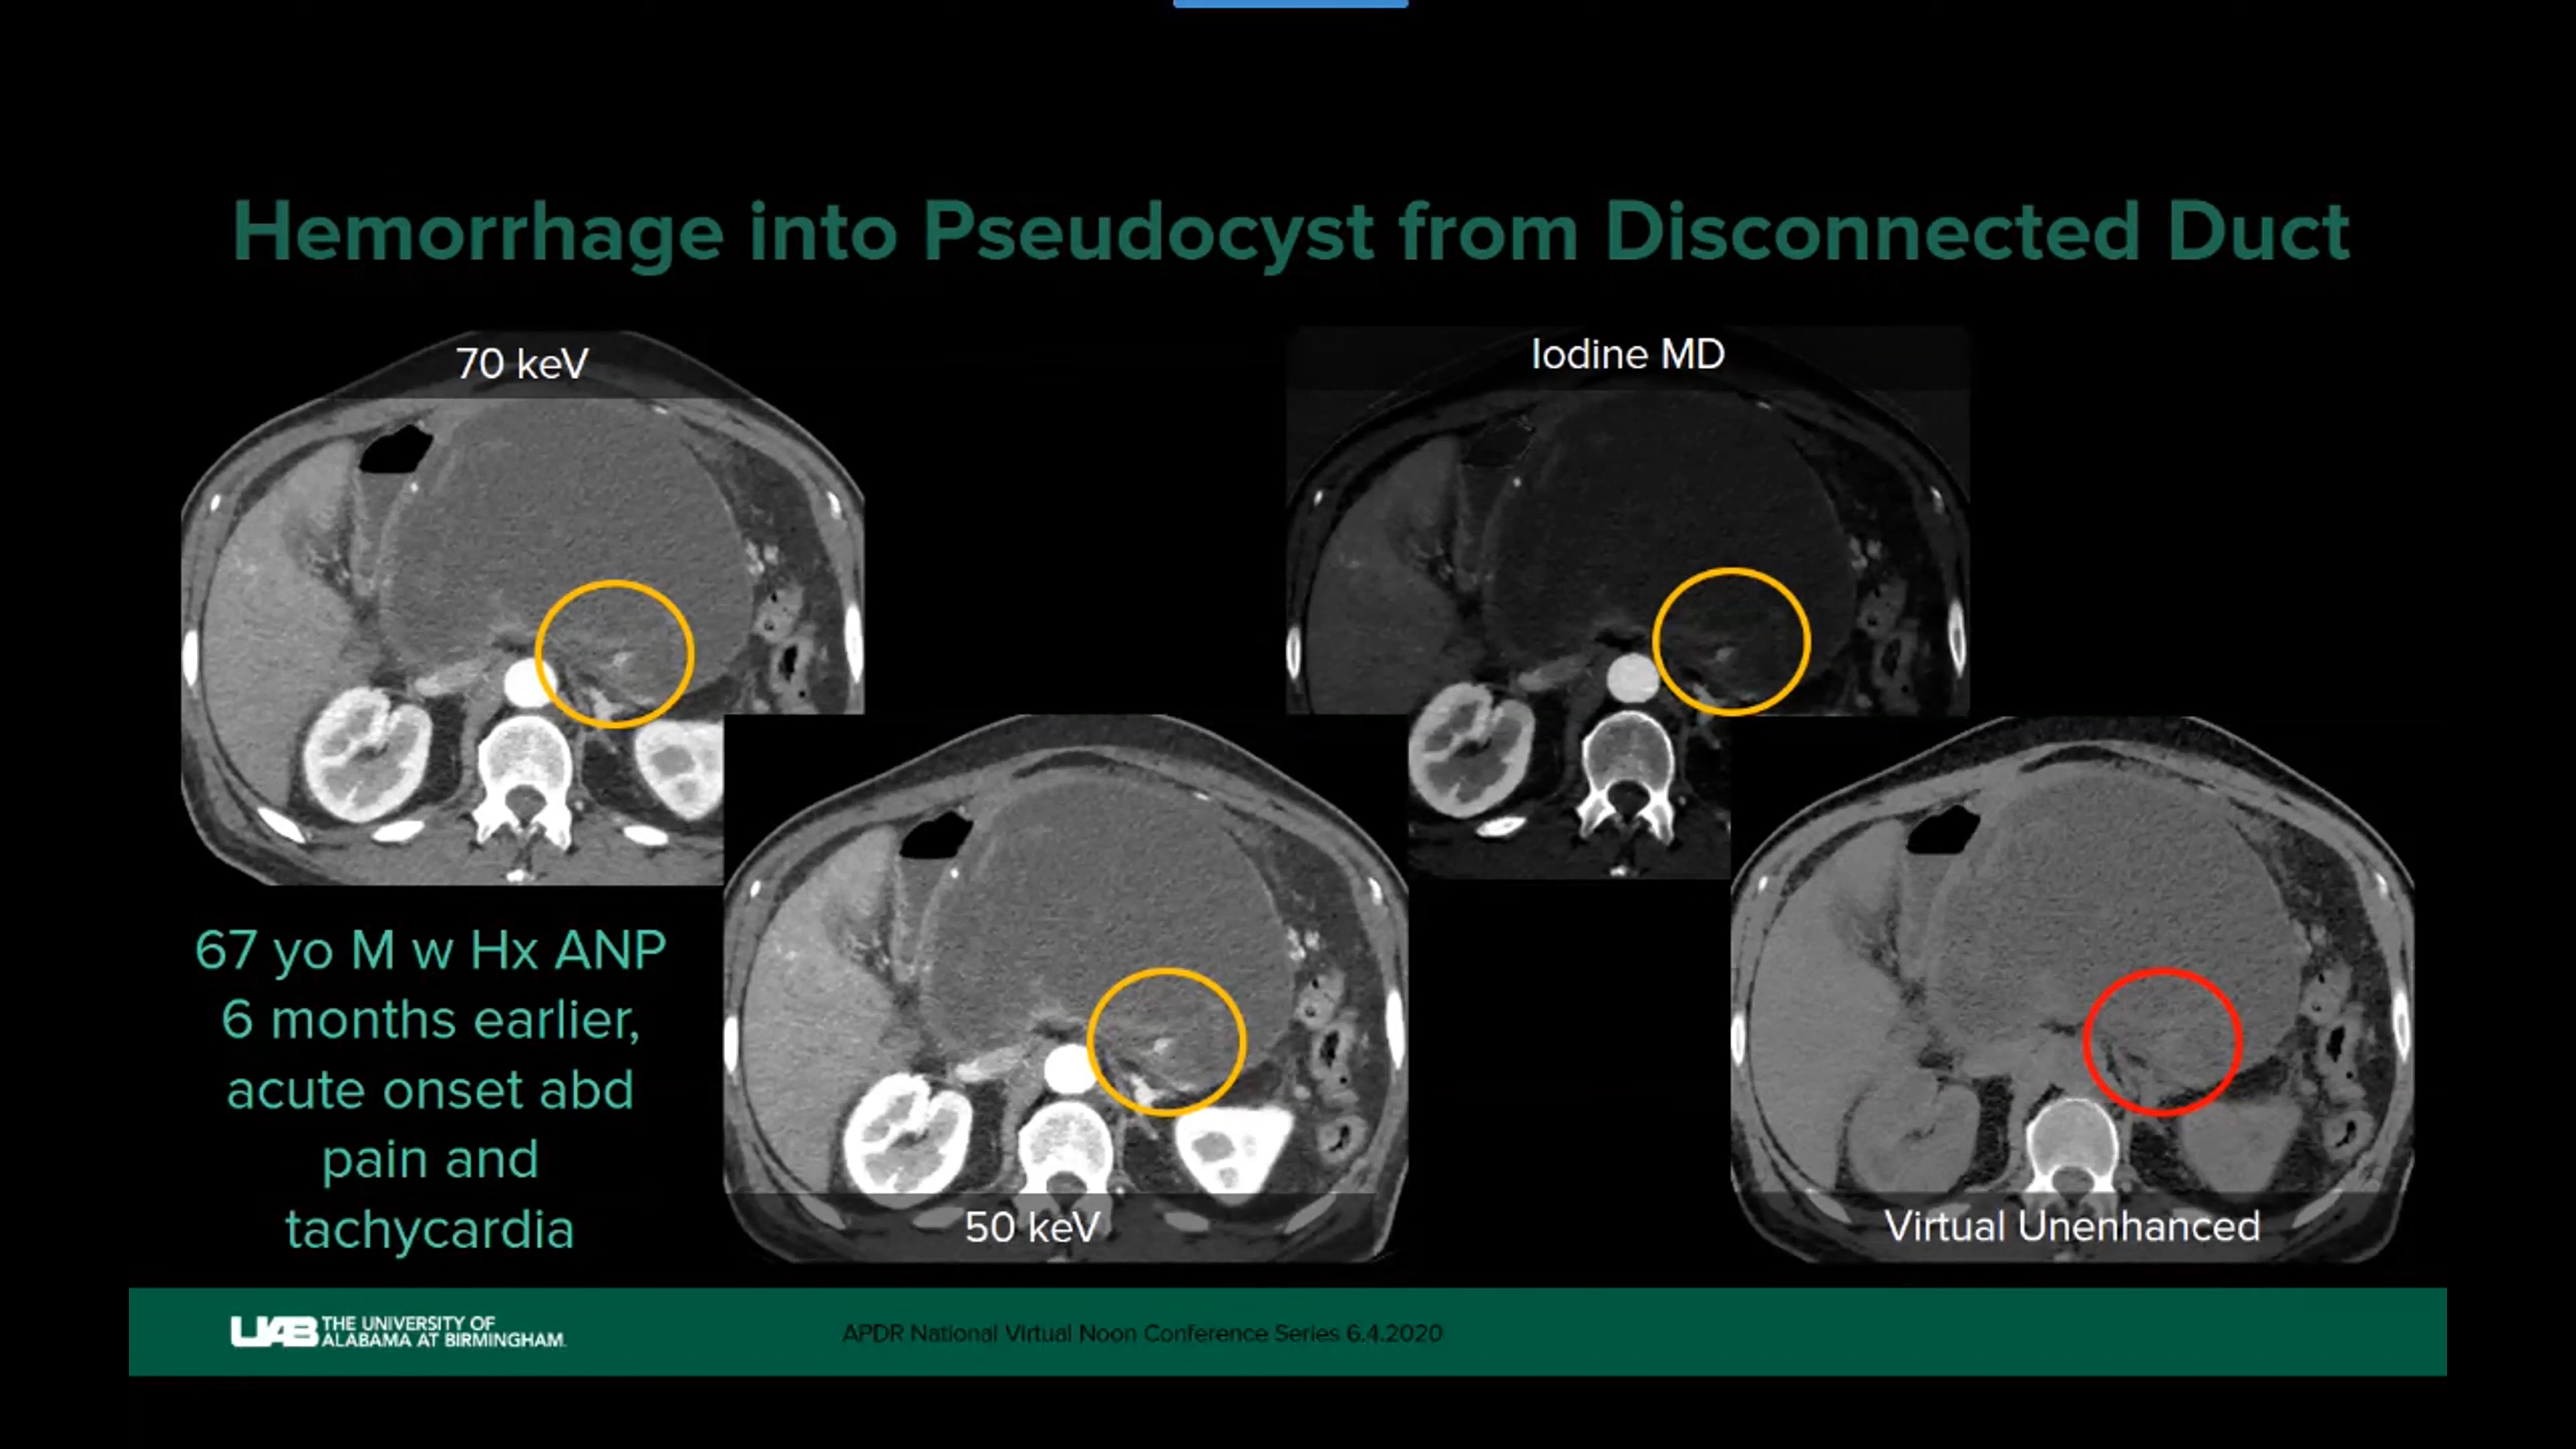 Hemorrhage into Pseudocyst from Disconnected Duct
70 keV
Iodine MD
67 yo M w Hx ANP
6 months earlier,
acute onset abd
pain and
tachycardia
50 keV
Virtual Unenhanced
UAB THE UNIVERSITY OF
ALABAMA AT BIRMINGHAM.
APDR National Virtual Noon Conference Series 6.4.2020